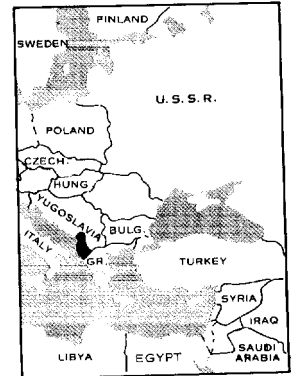 FINLAND
SWEDEN
U.S.S.R.
POLAND
CZECH.
HUNG.
YUGOSLAVIA
ITALY
BULG.
GR.
TURKEY
SYRIA
IRAQ
SAUDI
ARABIA
LIBYA
EGYPT